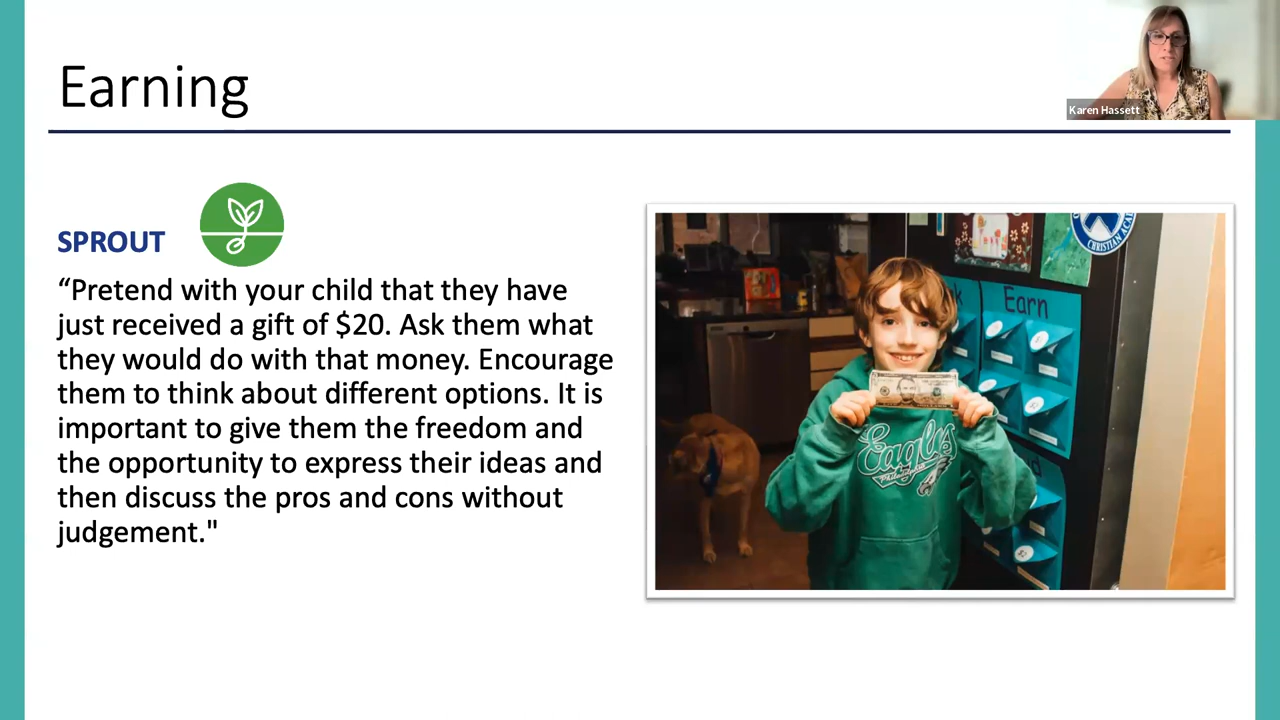 Earning
Karen Hassett
SPROUT
“Pretend with your child that they have
just received a gift of $20. Ask them what
they would do with that money. Encourage
them to think about different options. It is
important to give them the freedom and
the opportunity to express their ideas and
then discuss the pros and cons without
judgement."
CHRISTIAN
Earn
Eagles
Philadelphia
$2